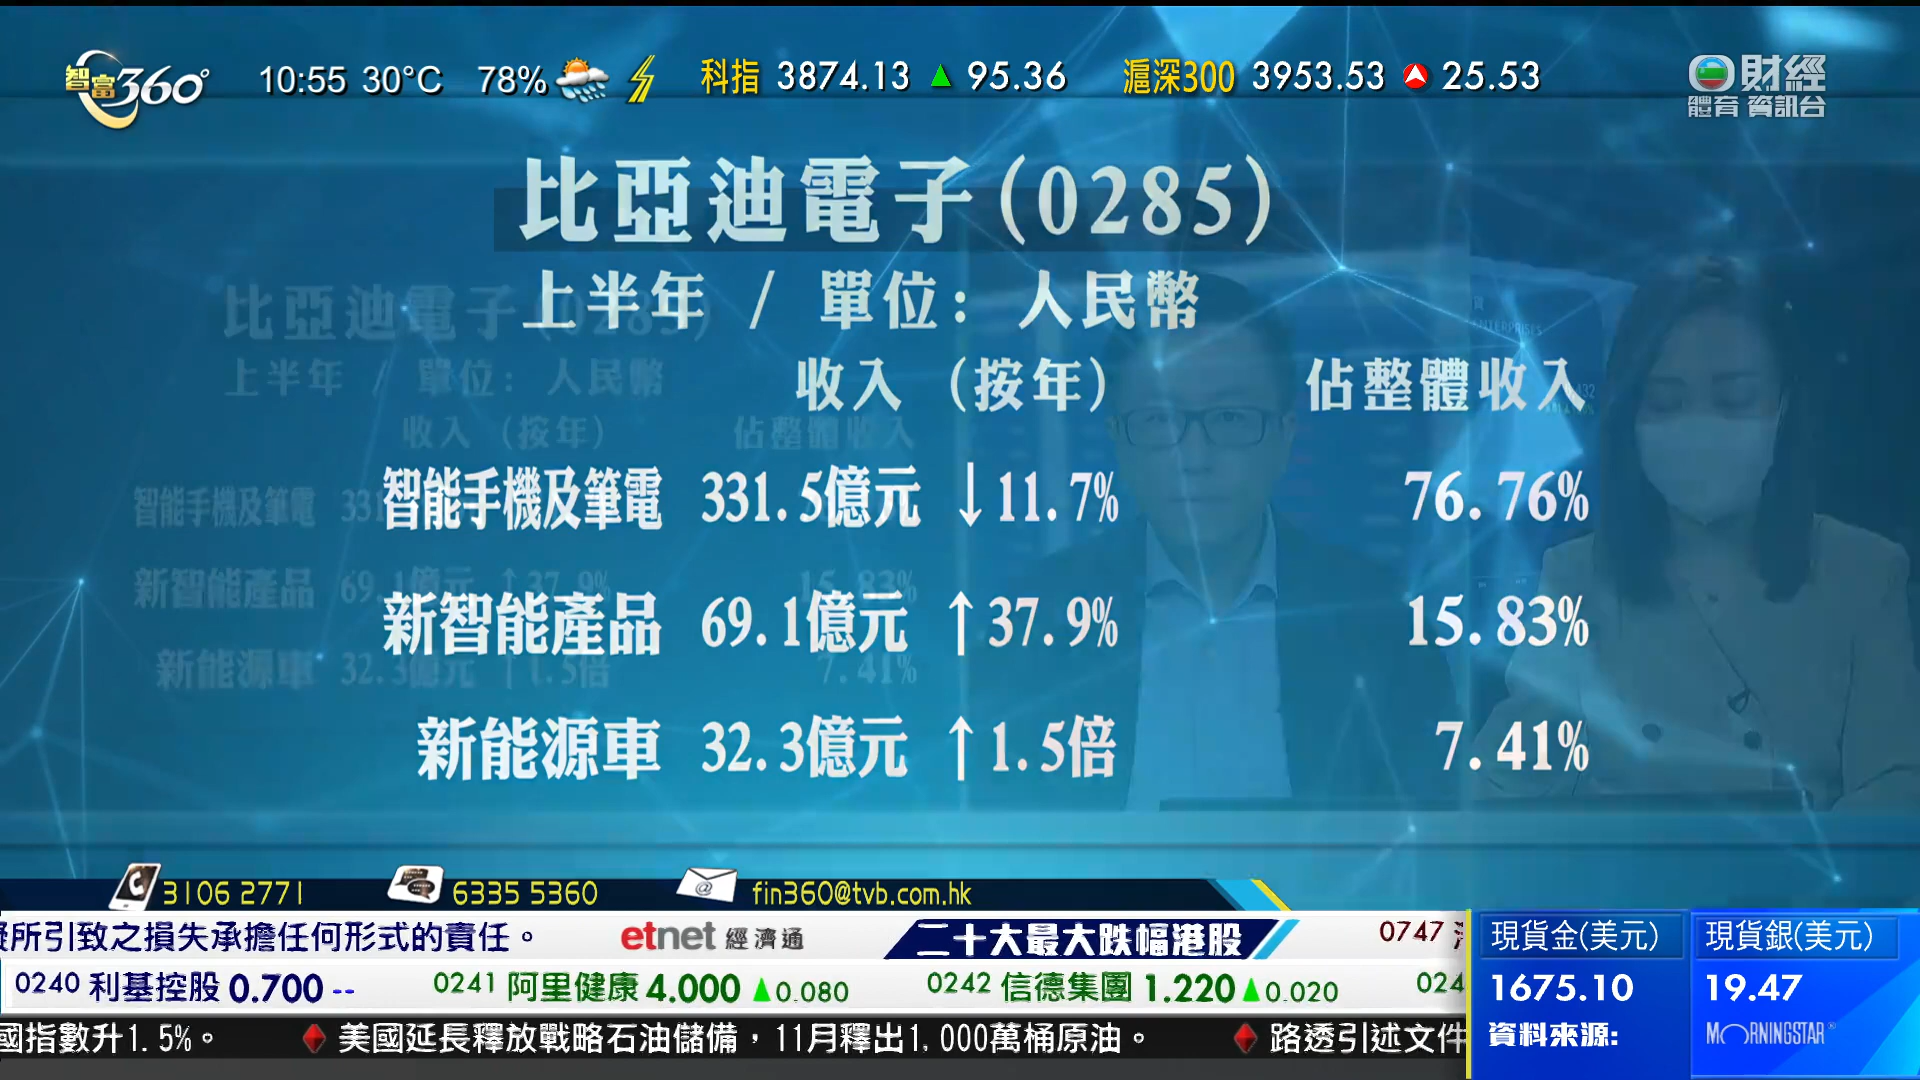 智富360°
10:55 30°C 78% 科指 3874.13 ▲ 95.36 滬深300 3953.53 25.53
財經
體育 資訊台
比亞迪電子(0285)
上半年 / 單位: 人民幣
收入 (按年) 佔整體收入
智能手機及筆電 331.5億元 ↓11.7% 76.76%
新智能產品 69.1億元 ↑37.9% 15.83%
新能源車 32.3億元 ↑1.5倍 7.41%
3106 2771 6335 5360 fin360@tvb.com.hk
所引致之損失承擔任何形式的責任。 etnet 經濟通 二十大最大跌幅港股 0747
0240 利基控股 0.700 -- 0241 阿里健康 4.000 ▲0.080 0242 信德集團 1.220 ▲0.020 024
國指數升1.5%。 ♦ 美國延長釋放戰略石油儲備，11月釋出1,000萬桶原油。 ♦ 路透引述文件
現貨金(美元) 現貨銀(美元)
1675.10 19.47
資料來源: MORNINGSTAR®